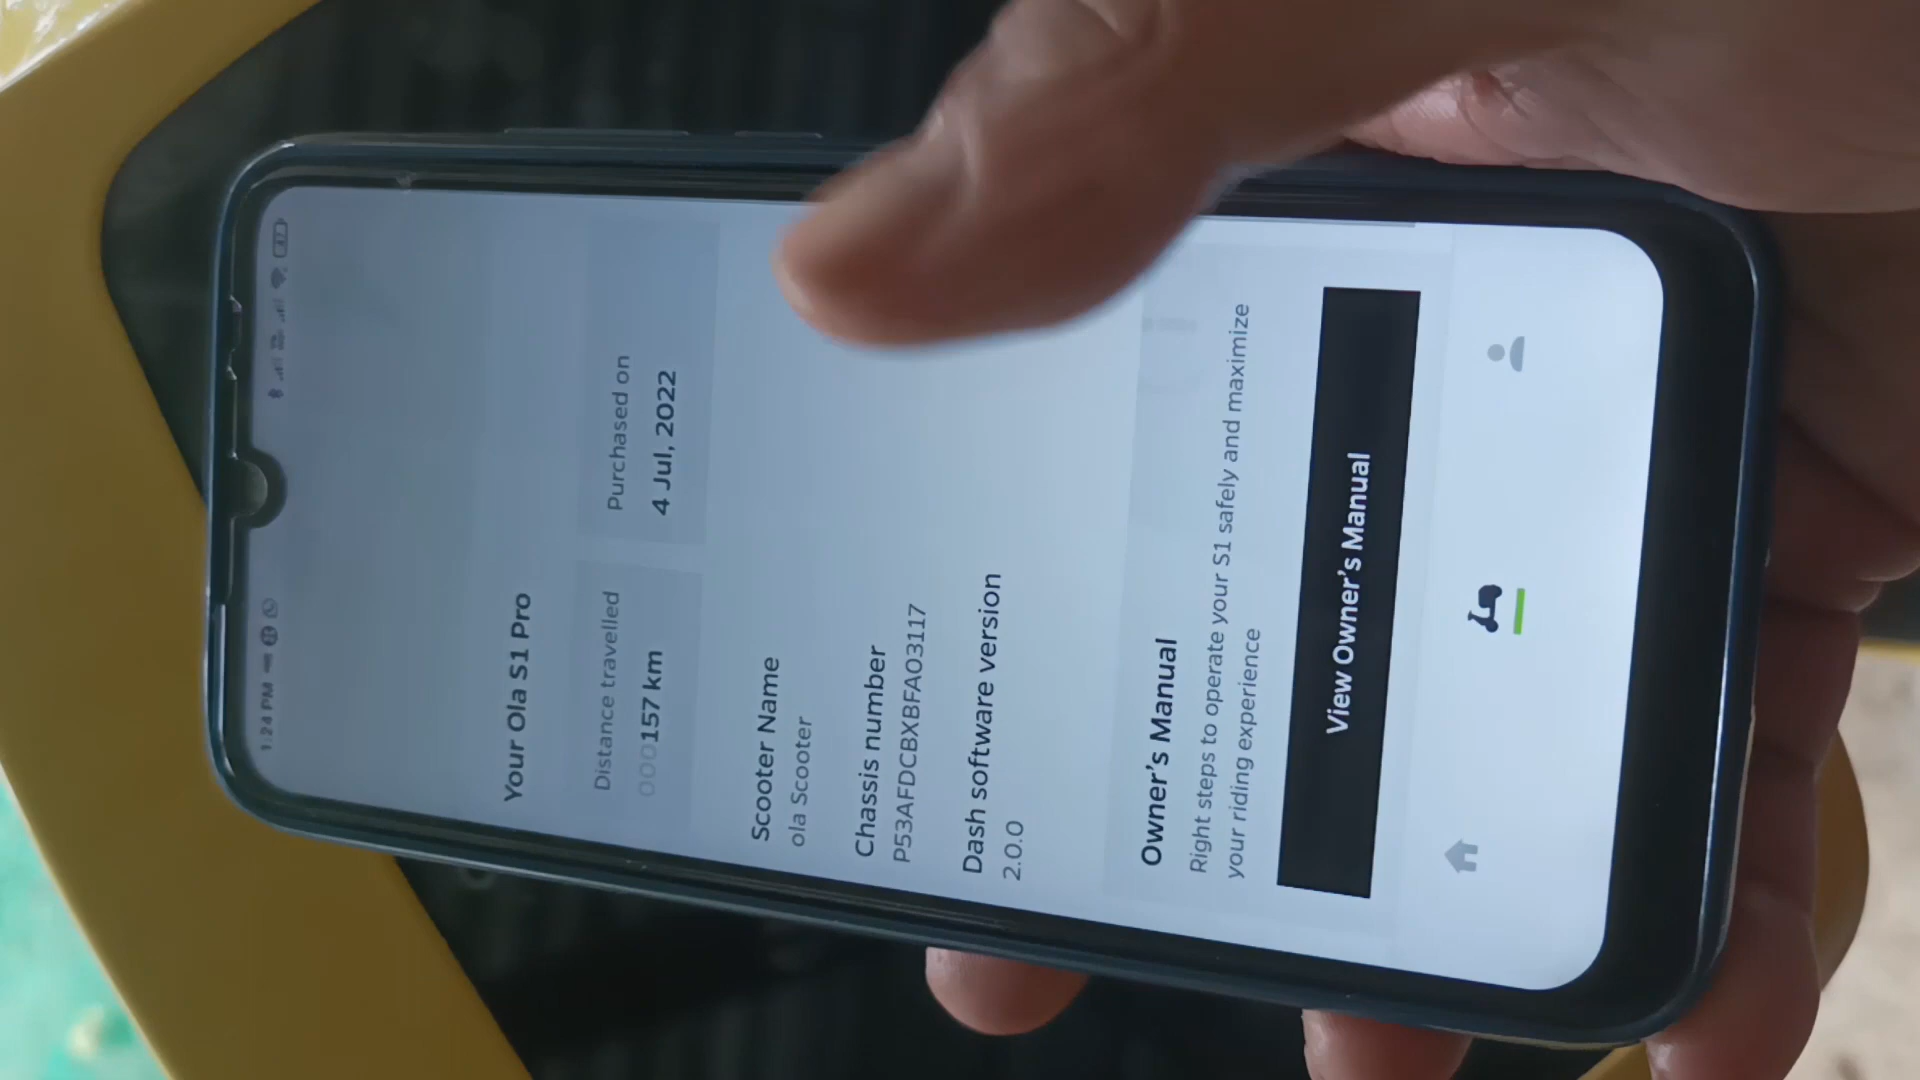 1:24 PM
Your Ola S1 Pro
Distance travelled
000157 km
Purchased on
4 Jul, 2022
Scooter Name
ola Scooter
Chassis number
P53AFDCBXBFA03117
Dash software version
2.0.0
Owner's Manual
Right steps to operate your S1 safely and maximize
your riding experience
View Owner's Manual